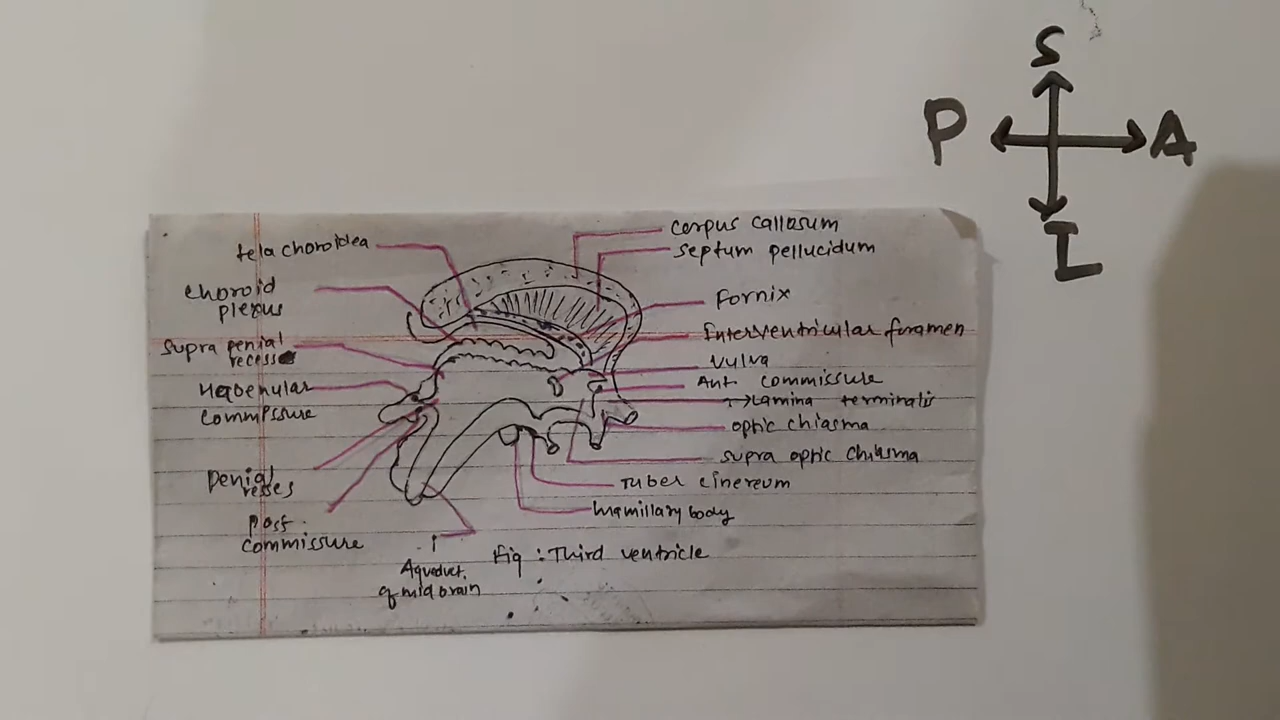 S
P
A
I
tela choroidea
choroid
plexus
supra penial
recess
Habenular
commissure
penial
resses
post
commissure
Aqueduct.
of mid brain
corpus callosum
septum pellucidum
Fornix
Interventricular foramen
Vulva
Ant. commissure
→Lamina terminalis
optic chiasma
supra optic chiasma
Tuber cinereum
Mamillary body
Fig : Third ventricle